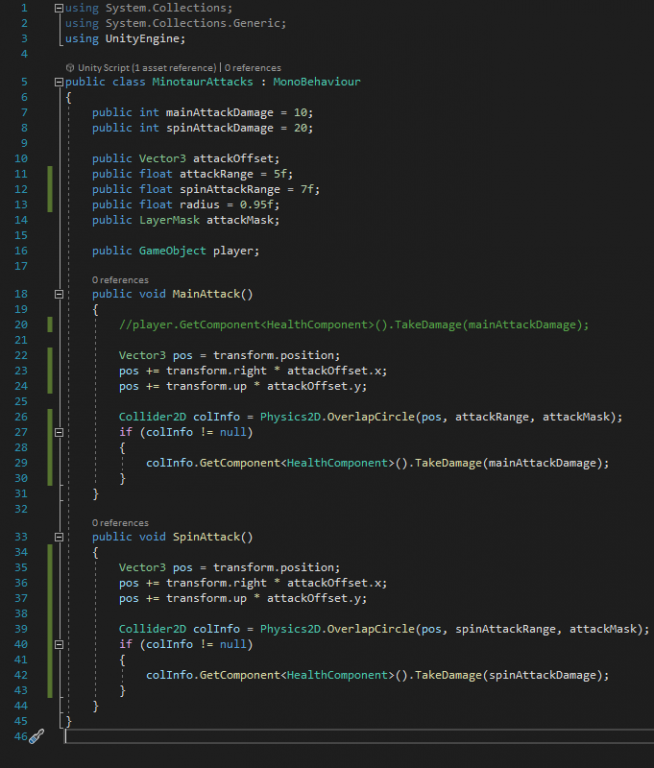 1 using System.Collections;
2 using System.Collections.Generic;
3 using UnityEngine;
4
Unity Script (1 asset reference) | 0 references
5 public class MinotaurAttacks : MonoBehaviour
6 {
7 public int mainAttackDamage = 10;
8 public int spinAttackDamage = 20;
9
10 public Vector3 attackOffset;
11 public float attackRange = 5f;
12 public float spinAttackRange = 7f;
13 public float radius = 0.95f;
14 public LayerMask attackMask;
15
16 public GameObject player;
17
0 references
18 public void MainAttack()
19 {
20 //player.GetComponent<HealthComponent>().TakeDamage(mainAttackDamage);
21
22 Vector3 pos = transform.position;
23 pos += transform.right * attackOffset.x;
24 pos += transform.up * attackOffset.y;
25
26 Collider2D colInfo = Physics2D.OverlapCircle(pos, attackRange, attackMask);
27 if (colInfo != null)
28 {
29 colInfo.GetComponent<HealthComponent>().TakeDamage(mainAttackDamage);
30 }
31 }
32
0 references
33 public void SpinAttack()
34 {
35 Vector3 pos = transform.position;
36 pos += transform.right * attackOffset.x;
37 pos += transform.up * attackOffset.y;
38
39 Collider2D colInfo = Physics2D.OverlapCircle(pos, spinAttackRange, attackMask);
40 if (colInfo != null)
41 {
42 colInfo.GetComponent<HealthComponent>().TakeDamage(spinAttackDamage);
43 }
44 }
45 }
46